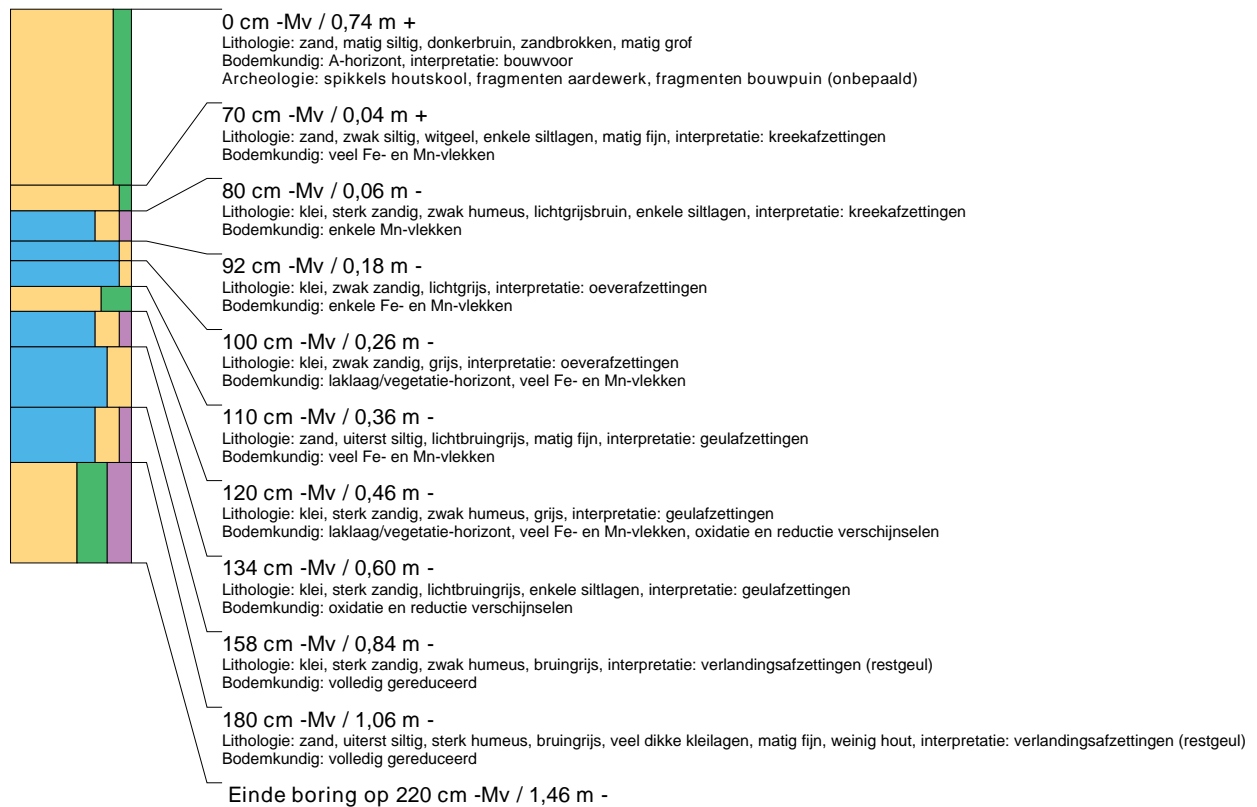 0 cm -Mv / 0,74 m +
Lithologie: zand, matig siltig, donkerbruin, zandbrokken, matig grof
Bodemkundig: A-horizont, interpretatie: bouwvoor
Archeologie: spikkels houtskool, fragmenten aardewerk, fragmenten bouwpuin (onbepaald)
70 cm -Mv / 0,04 m +
Lithologie: zand, zwak siltig, witgeel, enkele siltlagen, matig fijn, interpretatie: kreekafzettingen
Bodemkundig: veel Fe- en Mn-vlekken
80 cm -Mv / 0,06 m -
Lithologie: klei, sterk zandig, zwak humeus, lichtgrijsbruin, enkele siltlagen, interpretatie: kreekafzettingen
Bodemkundig: enkele Mn-vlekken
92 cm -Mv / 0,18 m -
Lithologie: klei, zwak zandig, lichtgrijs, interpretatie: oeverafzettingen
Bodemkundig: enkele Fe- en Mn-vlekken
100 cm -Mv / 0,26 m -
Lithologie: klei, zwak zandig, grijs, interpretatie: oeverafzettingen
Bodemkundig: laklaag/vegetatie-horizont, veel Fe- en Mn-vlekken
110 cm -Mv / 0,36 m -
Lithologie: zand, uiterst siltig, lichtbruingrijs, matig fijn, interpretatie: geulafzettingen
Bodemkundig: veel Fe- en Mn-vlekken
120 cm -Mv / 0,46 m -
Lithologie: klei, sterk zandig, zwak humeus, grijs, interpretatie: geulafzettingen
Bodemkundig: laklaag/vegetatie-horizont, veel Fe- en Mn-vlekken, oxidatie en reductie verschijnselen
134 cm -Mv / 0,60 m -
Lithologie: klei, sterk zandig, lichtbruingrijs, enkele siltlagen, interpretatie: geulafzettingen
Bodemkundig: oxidatie en reductie verschijnselen
158 cm -Mv / 0,84 m -
Lithologie: klei, sterk zandig, zwak humeus, bruingrijs, interpretatie: verlandingsafzettingen (restgeul)
Bodemkundig: volledig gereduceerd
180 cm -Mv / 1,06 m -
Lithologie: zand, uiterst siltig, sterk humeus, bruingrijs, veel dikke kleilagen, matig fijn, weinig hout, interpretatie: verlandingsafzettingen (restgeul)
Bodemkundig: volledig gereduceerd
Einde boring op 220 cm -Mv / 1,46 m -